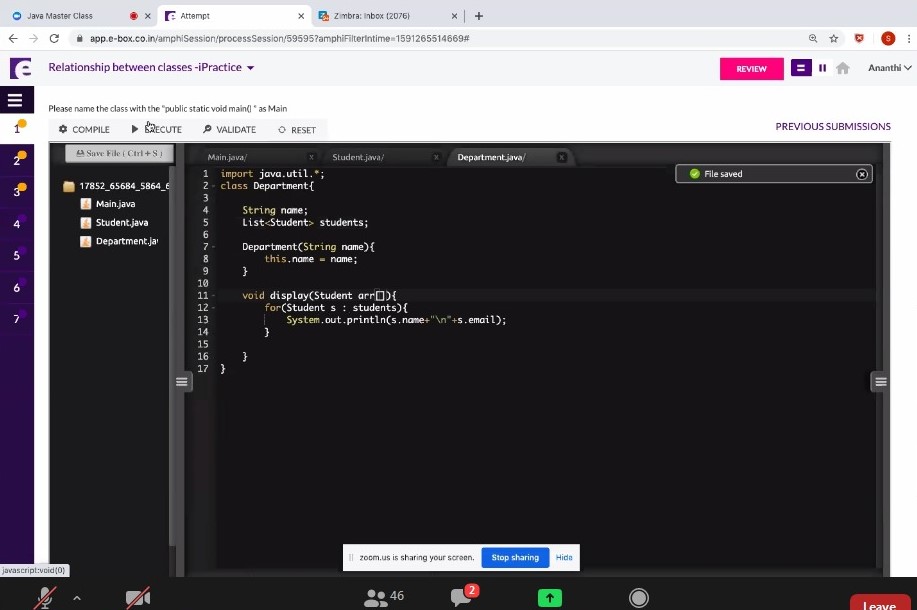 Java Master Class
Attempt
Zimbra: Inbox (2076)
app.e-box.co.in/amphiSession/processSession/59595?amphiFilterIntime=1591265514669#
S
e
Relationship between classes -iPractice
REVIEW
Ananthi
Please name the class with the "public static void main() " as Main
COMPILE
EXECUTE
VALIDATE
RESET
PREVIOUS SUBMISSIONS
1
2
3
4
5
6
7
Save File ( Ctrl + S )
17852_65684_5864_6
Main.java
Student.java
Department.jav
Main.java/ x
Student.java/ x
Department.java/ x
File saved
1 import java.util.*;
2 class Department{
3
4 String name;
5 List<Student> students;
6
7 Department(String name){
8 this.name = name;
9 }
10
11 void display(Student arr[]){
12 for(Student s : students){
13 System.out.println(s.name+"\n"+s.email);
14 }
15
16 }
17 }
zoom.us is sharing your screen.
Stop sharing
Hide
javascript:void(0)
46
2
Leave